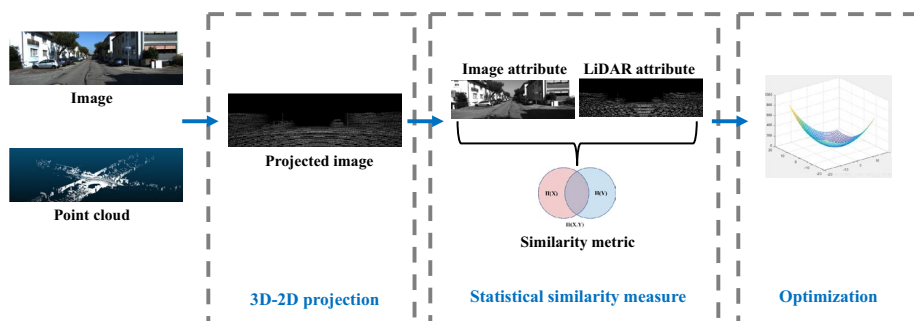 Image
Point cloud
Projected image
3D-2D projection
Image attribute
LiDAR attribute
H(X)
H(Y)
H(X,Y)
Similarity metric
Statistical similarity measure
Optimization